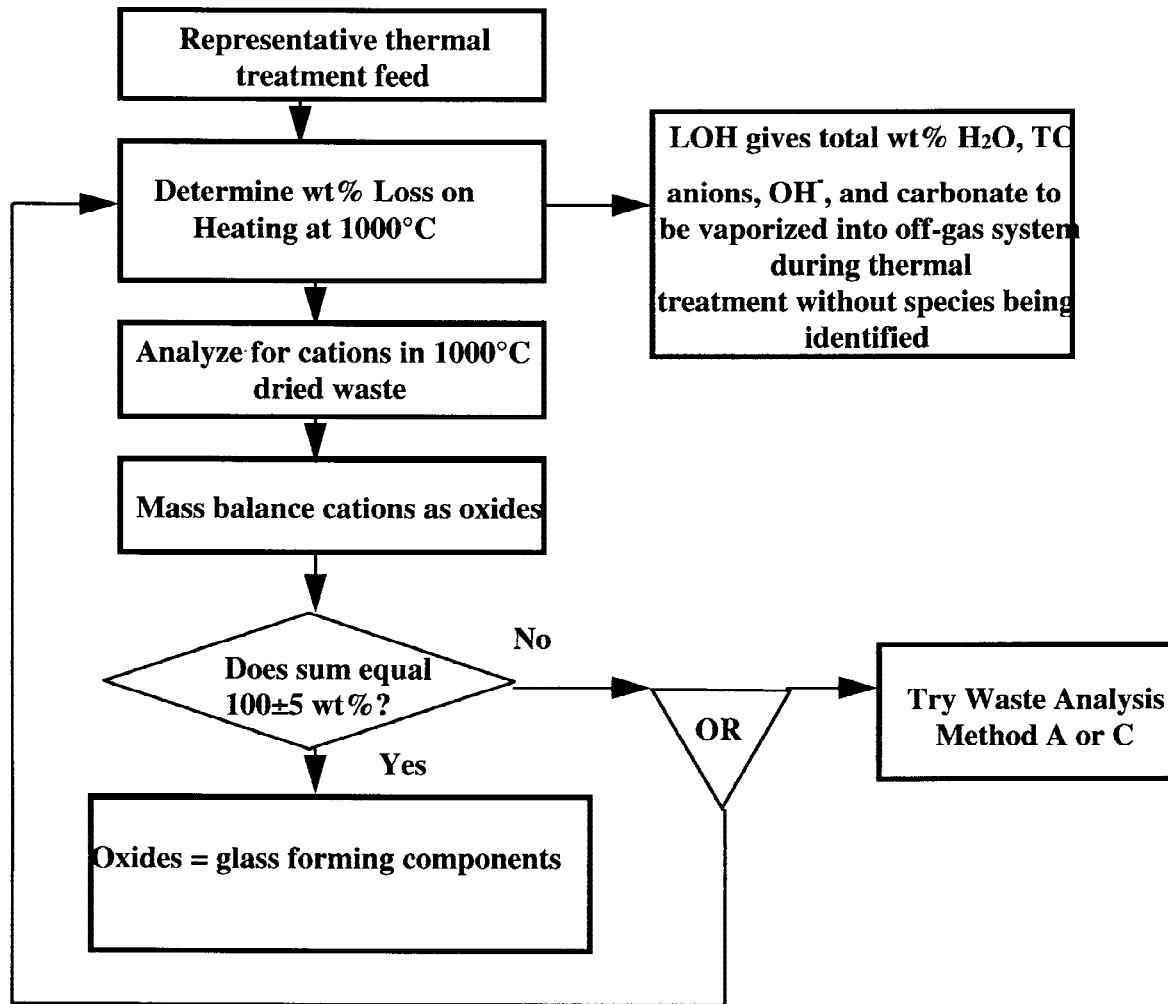 Representative thermal
treatment feed
Determine wt% Loss on
Heating at 1000°C
LOH gives total wt% H₂O, TC
anions, OH⁻, and carbonate to
be vaporized into off-gas system
during thermal
treatment without species being
identified
Analyze for cations in 1000°C
dried waste
Mass balance cations as oxides
Does sum equal
100±5 wt%?
No
Yes
OR
Try Waste Analysis
Method A or C
Oxides = glass forming components